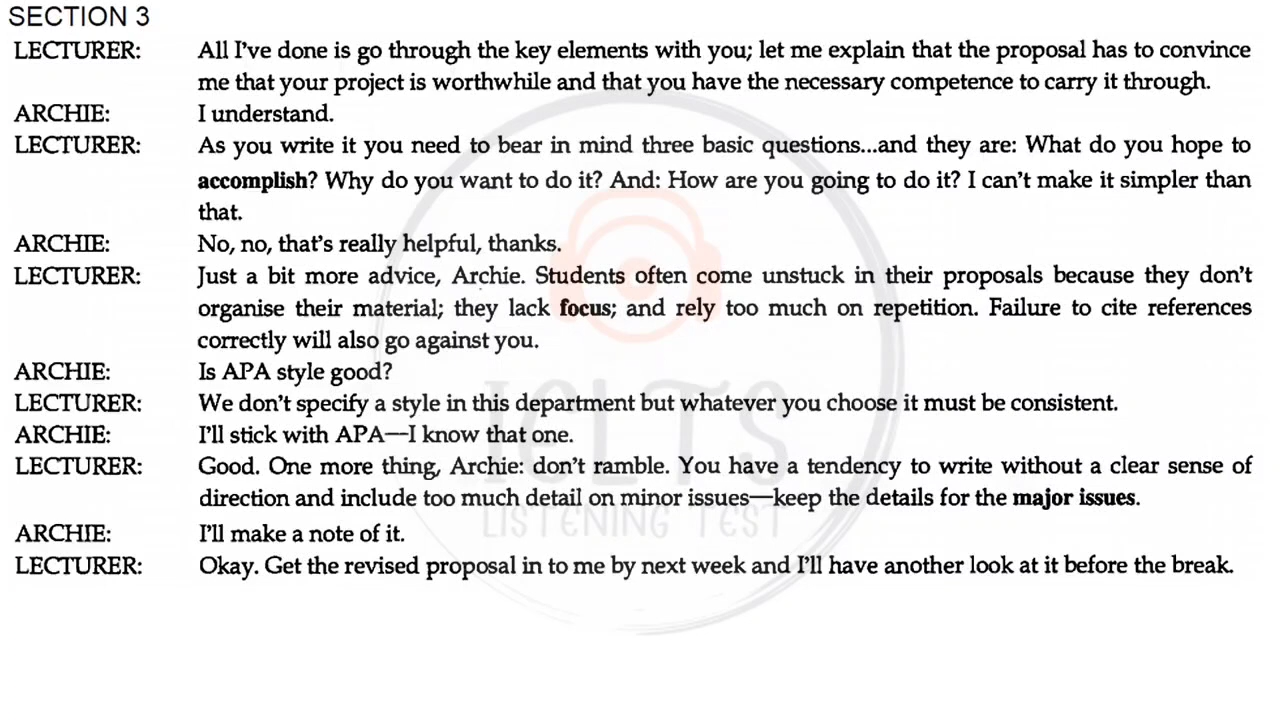 SECTION 3
LECTURER: All I've done is go through the key elements with you; let me explain that the proposal has to convince
me that your project is worthwhile and that you have the necessary competence to carry it through.
ARCHIE: I understand.
LECTURER: As you write it you need to bear in mind three basic questions...and they are: What do you hope to
accomplish? Why do you want to do it? And: How are you going to do it? I can't make it simpler than
that.
ARCHIE: No, no, that's really helpful, thanks.
LECTURER: Just a bit more advice, Archie. Students often come unstuck in their proposals because they don't
organise their material; they lack focus; and rely too much on repetition. Failure to cite references
correctly will also go against you.
ARCHIE: Is APA style good?
LECTURER: We don't specify a style in this department but whatever you choose it must be consistent.
ARCHIE: I'll stick with APA—I know that one.
LECTURER: Good. One more thing, Archie: don't ramble. You have a tendency to write without a clear sense of
direction and include too much detail on minor issues—keep the details for the major issues.
ARCHIE: I'll make a note of it.
LECTURER: Okay. Get the revised proposal in to me by next week and I'll have another look at it before the break.
IELTS
LISTENING TEST